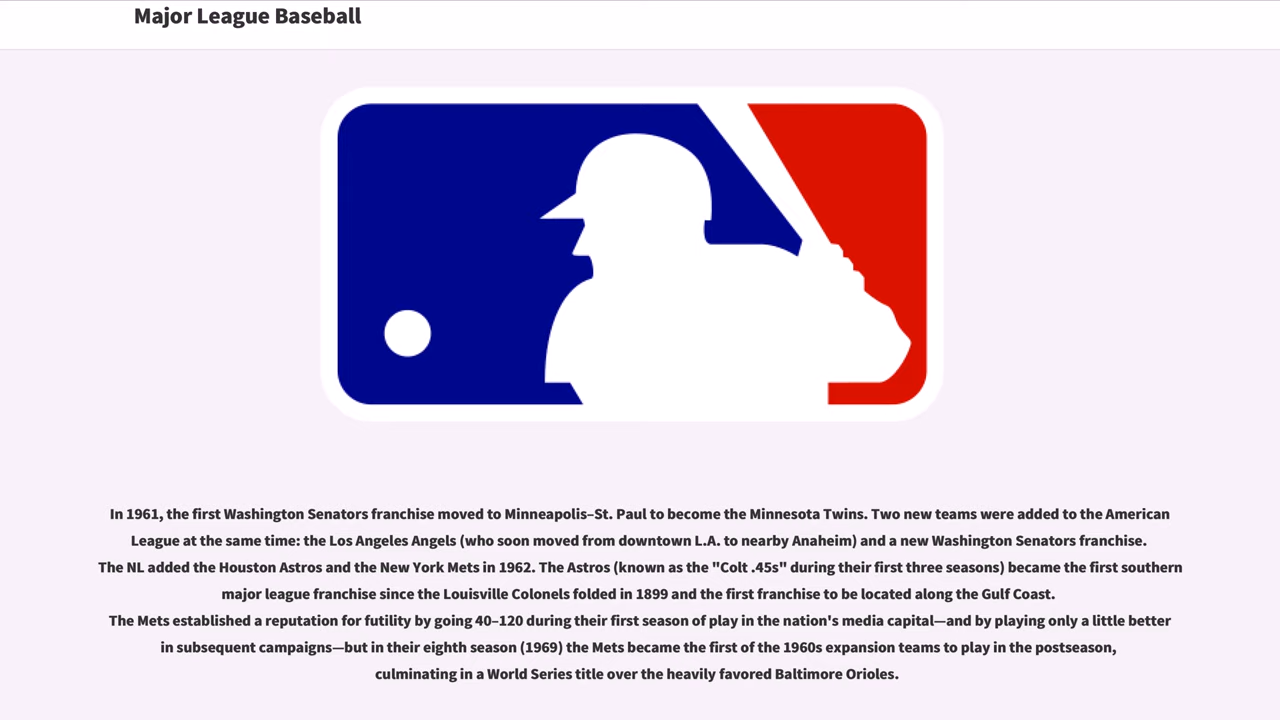 Major League Baseball
In 1961, the first Washington Senators franchise moved to Minneapolis–St. Paul to become the Minnesota Twins. Two new teams were added to the American
League at the same time: the Los Angeles Angels (who soon moved from downtown L.A. to nearby Anaheim) and a new Washington Senators franchise.
The NL added the Houston Astros and the New York Mets in 1962. The Astros (known as the "Colt .45s" during their first three seasons) became the first southern
major league franchise since the Louisville Colonels folded in 1899 and the first franchise to be located along the Gulf Coast.
The Mets established a reputation for futility by going 40–120 during their first season of play in the nation's media capital—and by playing only a little better
in subsequent campaigns—but in their eighth season (1969) the Mets became the first of the 1960s expansion teams to play in the postseason,
culminating in a World Series title over the heavily favored Baltimore Orioles.